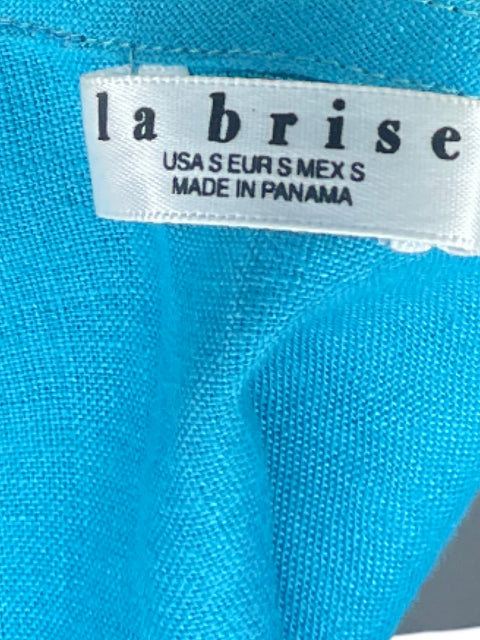 la brise
USA S EUR S MEX S
MADE IN PANAMA